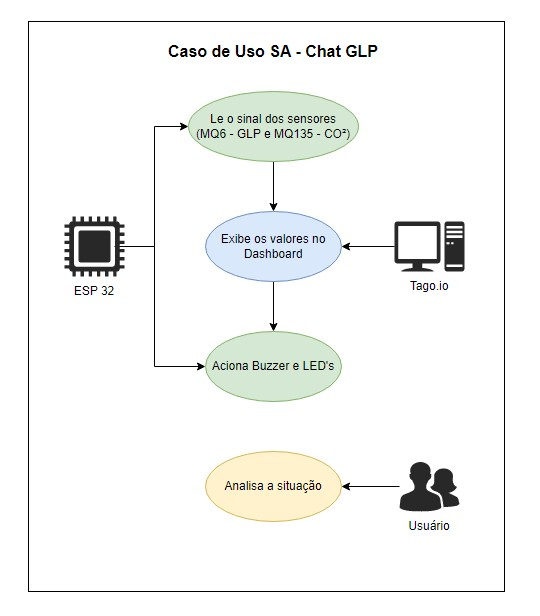 Caso de Uso SA - Chat GLP
Le o sinal dos sensores
(MQ6 - GLP e MQ135 - CO²)
Exibe os valores no
Dashboard
ESP 32
Tago.io
Aciona Buzzer e LED's
Analisa a situação
Usuário